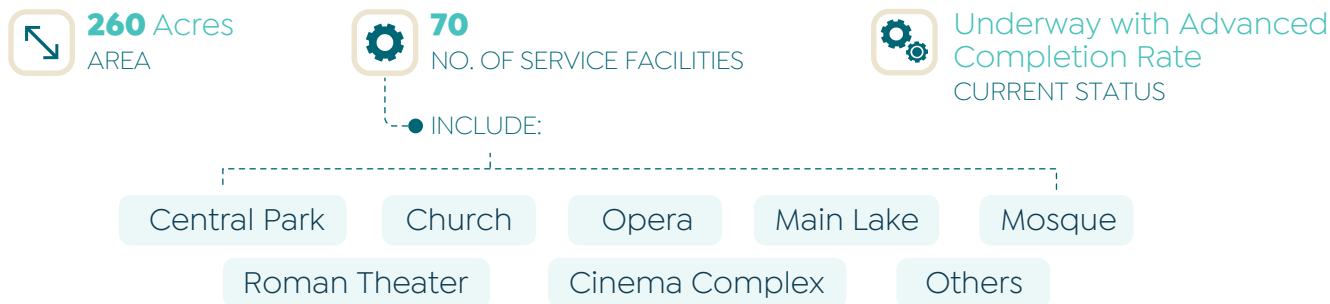 260 Acres
AREA
70
NO. OF SERVICE FACILITIES
Underway with Advanced
Completion Rate
CURRENT STATUS
INCLUDE:
Central Park
Church
Opera
Main Lake
Mosque
Roman Theater
Cinema Complex
Others